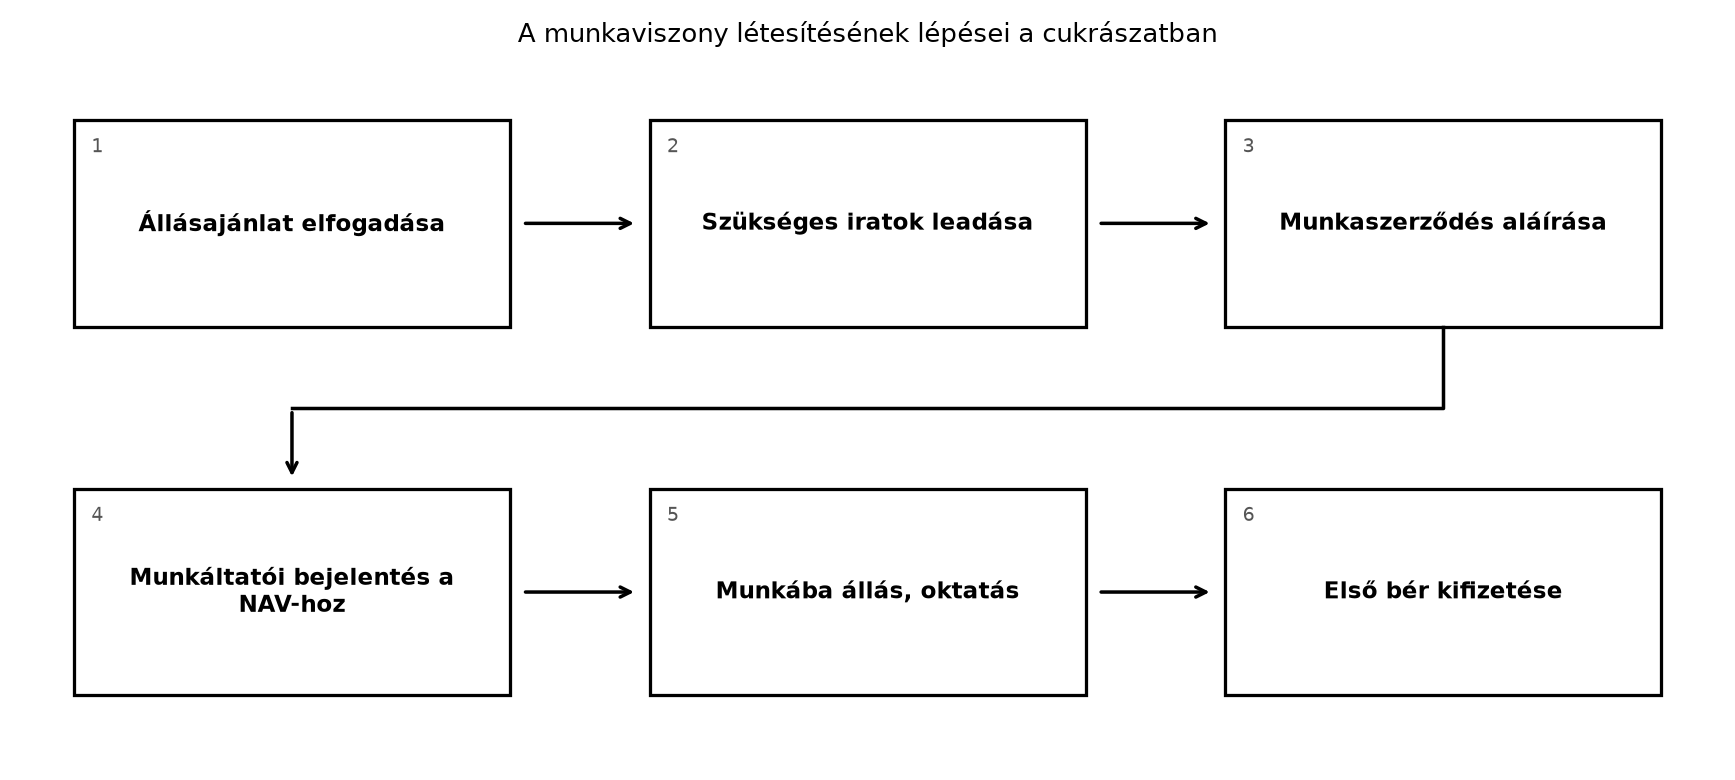 A munkaviszony létesítésének lépései a cukrászatban
1
Állásajánlat elfogadása
2
Szükséges iratok leadása
3
Munkaszerződés aláírása
4
Munkáltatói bejelentés a
NAV-hoz
5
Munkába állás, oktatás
6
Első bér kifizetése